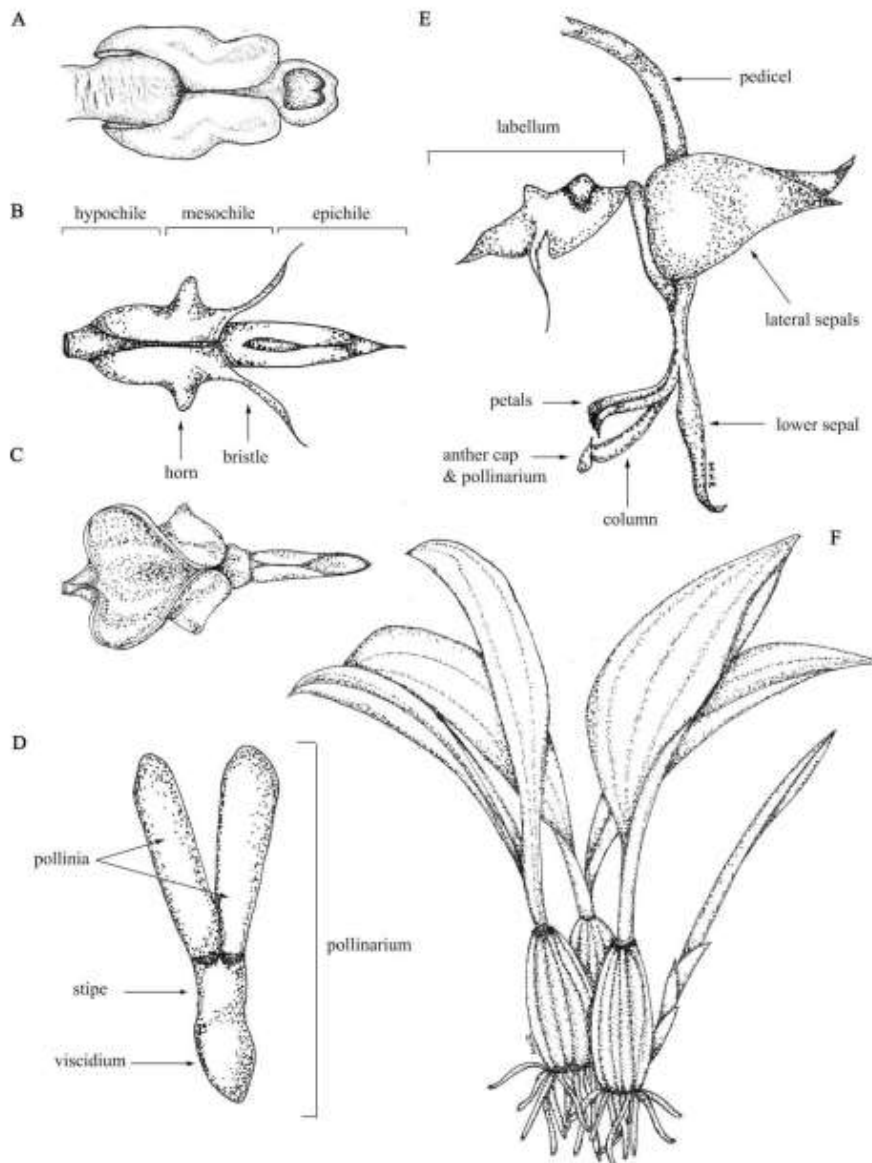 A
B
hypochile mesochile epichile
horn
bristle
C
D
pollinia
stipe
viscidium
pollinarium
E
pedicel
labellum
lateral sepals
petals
lower sepal
anther cap
& pollinarium
column
F